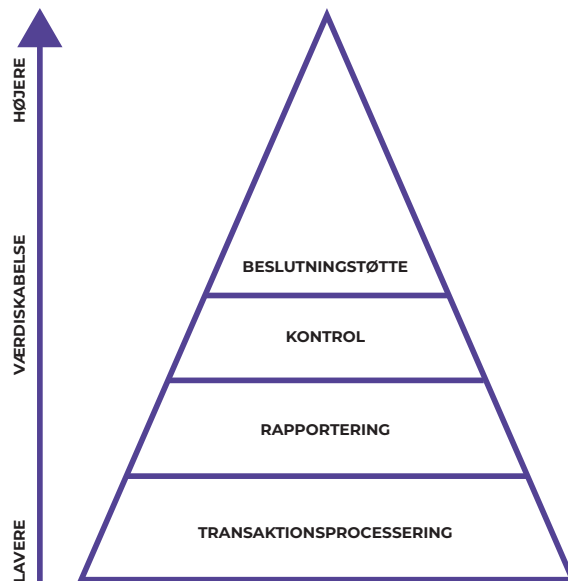 HØJERE
VÆRDISKABELSE
LAVERE
BESLUTNINGSTØTTE
KONTROL
RAPPORTERING
TRANSAKTIONSPROCESSERING